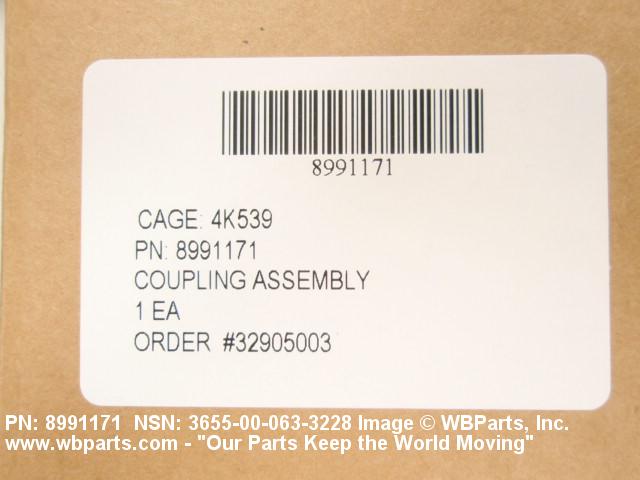 8991171
CAGE: 4K539
PN: 8991171
COUPLING ASSEMBLY
1 EA
ORDER #32905003
PN: 8991171 NSN: 3655-00-063-3228 Image © WBParts, Inc.
www.wbparts.com - "Our Parts Keep the World Moving"